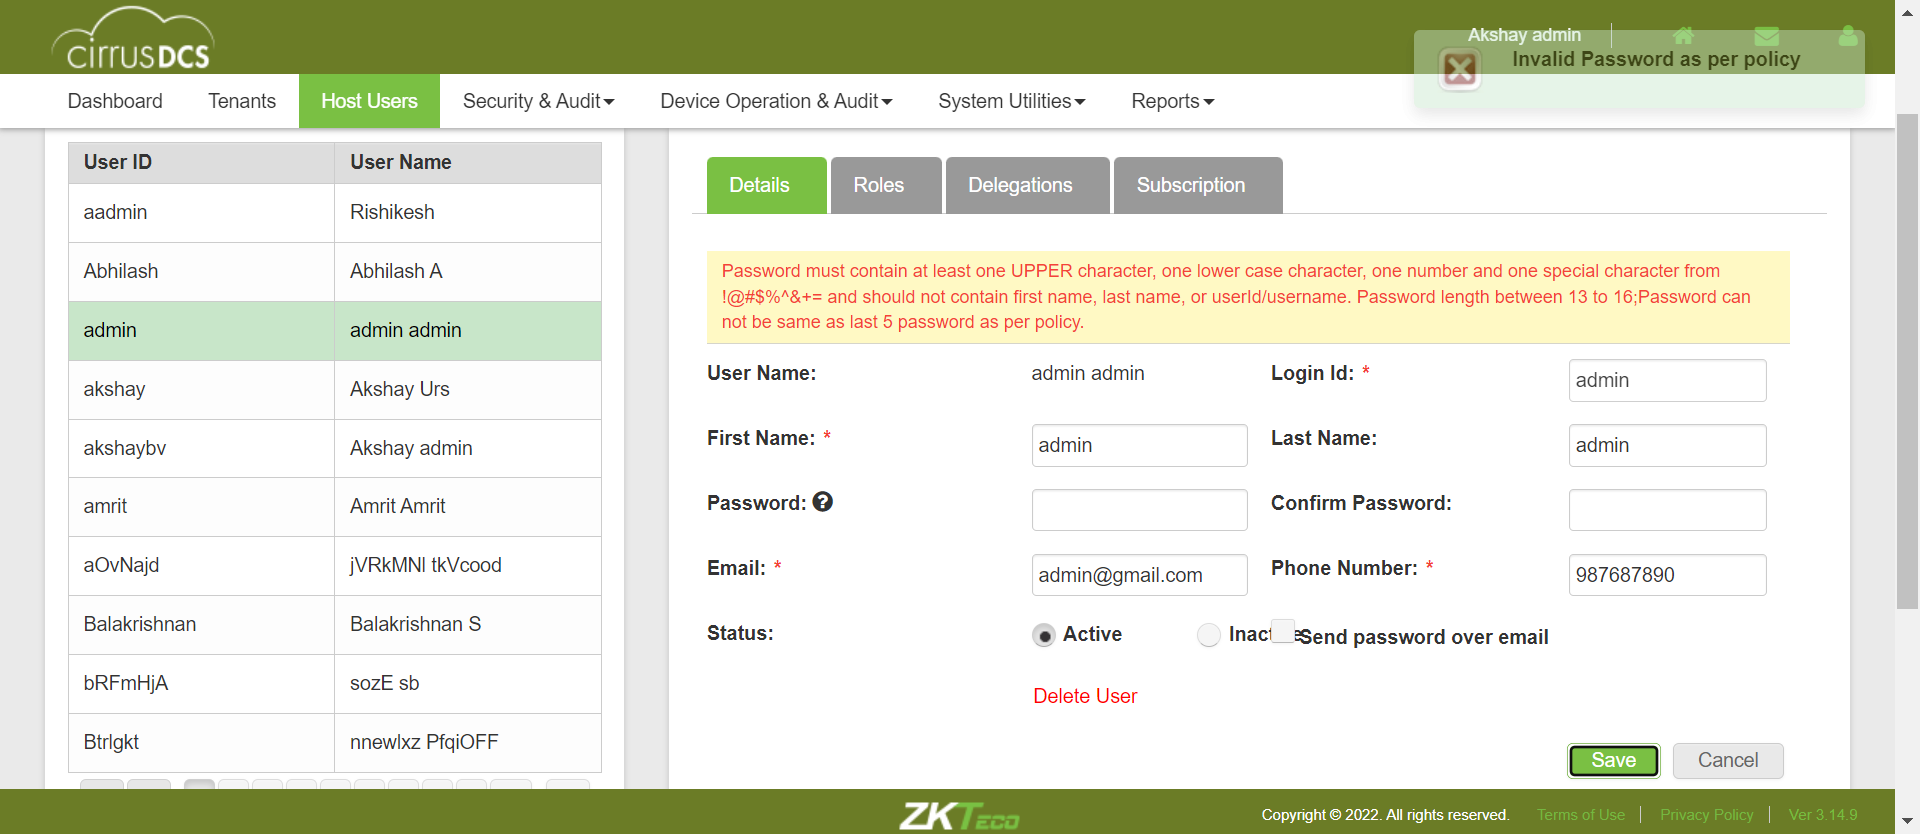 cirrusDCS
Akshay admin
Invalid Password as per policy
Dashboard
Tenants
Host Users
Security & Audit
Device Operation & Audit
System Utilities
Reports
User ID User Name
aadmin Rishikesh
Abhilash Abhilash A
admin admin admin
akshay Akshay Urs
akshaybv Akshay admin
amrit Amrit Amrit
aOvNajd jVRkMNl tkVcood
Balakrishnan Balakrishnan S
bRFmHjA sozE sb
Btrlgkt nnewlxz PfqiOFF
Details
Roles
Delegations
Subscription
Password must contain at least one UPPER character, one lower case character, one number and one special character from
!@#$%^&+= and should not contain first name, last name, or userId/username. Password length between 13 to 16;Password can
not be same as last 5 password as per policy.
User Name: admin admin Login Id: * admin
First Name: * admin Last Name: admin
Password: Confirm Password:
Email: * admin@gmail.com Phone Number: * 987687890
Status: Active Send password over email
Delete User
Save
Cancel
ZKTeco
Copyright © 2022. All rights reserved.
Terms of Use
Privacy Policy
Ver 3.14.9